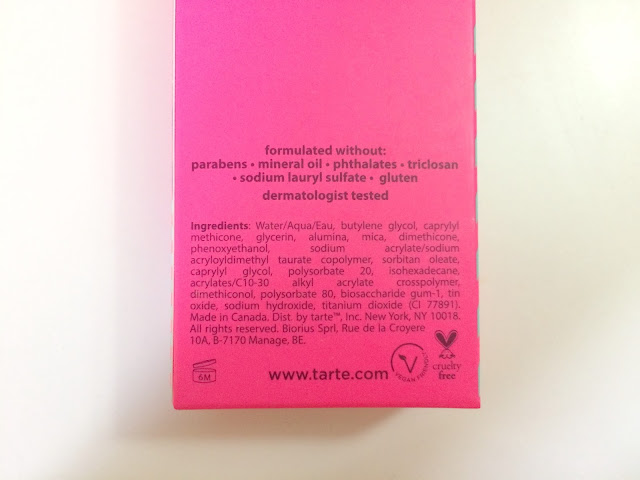 formulated without:
parabens • mineral oil • phthalates • triclosan
• sodium lauryl sulfate • gluten
dermatologist tested
Ingredients: Water/Aqua/Eau, butylene glycol, caprylyl
methicone, glycerin, alumina, mica, dimethicone,
phenoxyethanol, sodium acrylate/sodium
acryloyldimethyl taurate copolymer, sorbitan oleate,
caprylyl glycol, polysorbate 20, isohexadecane,
acrylates/C10-30 alkyl acrylate crosspolymer,
dimethiconol, polysorbate 80, biosaccharide gum-1, tin
oxide, sodium hydroxide, titanium dioxide (CI 77891).
Made in Canada. Dist. by tarte™, Inc. New York, NY 10018.
All rights reserved. Biorius Sprl, Rue de la Croyere
10A, B-7170 Manage, BE.
6M
www.tarte.com
V
VEGAN FRIENDLY
cruelty
free